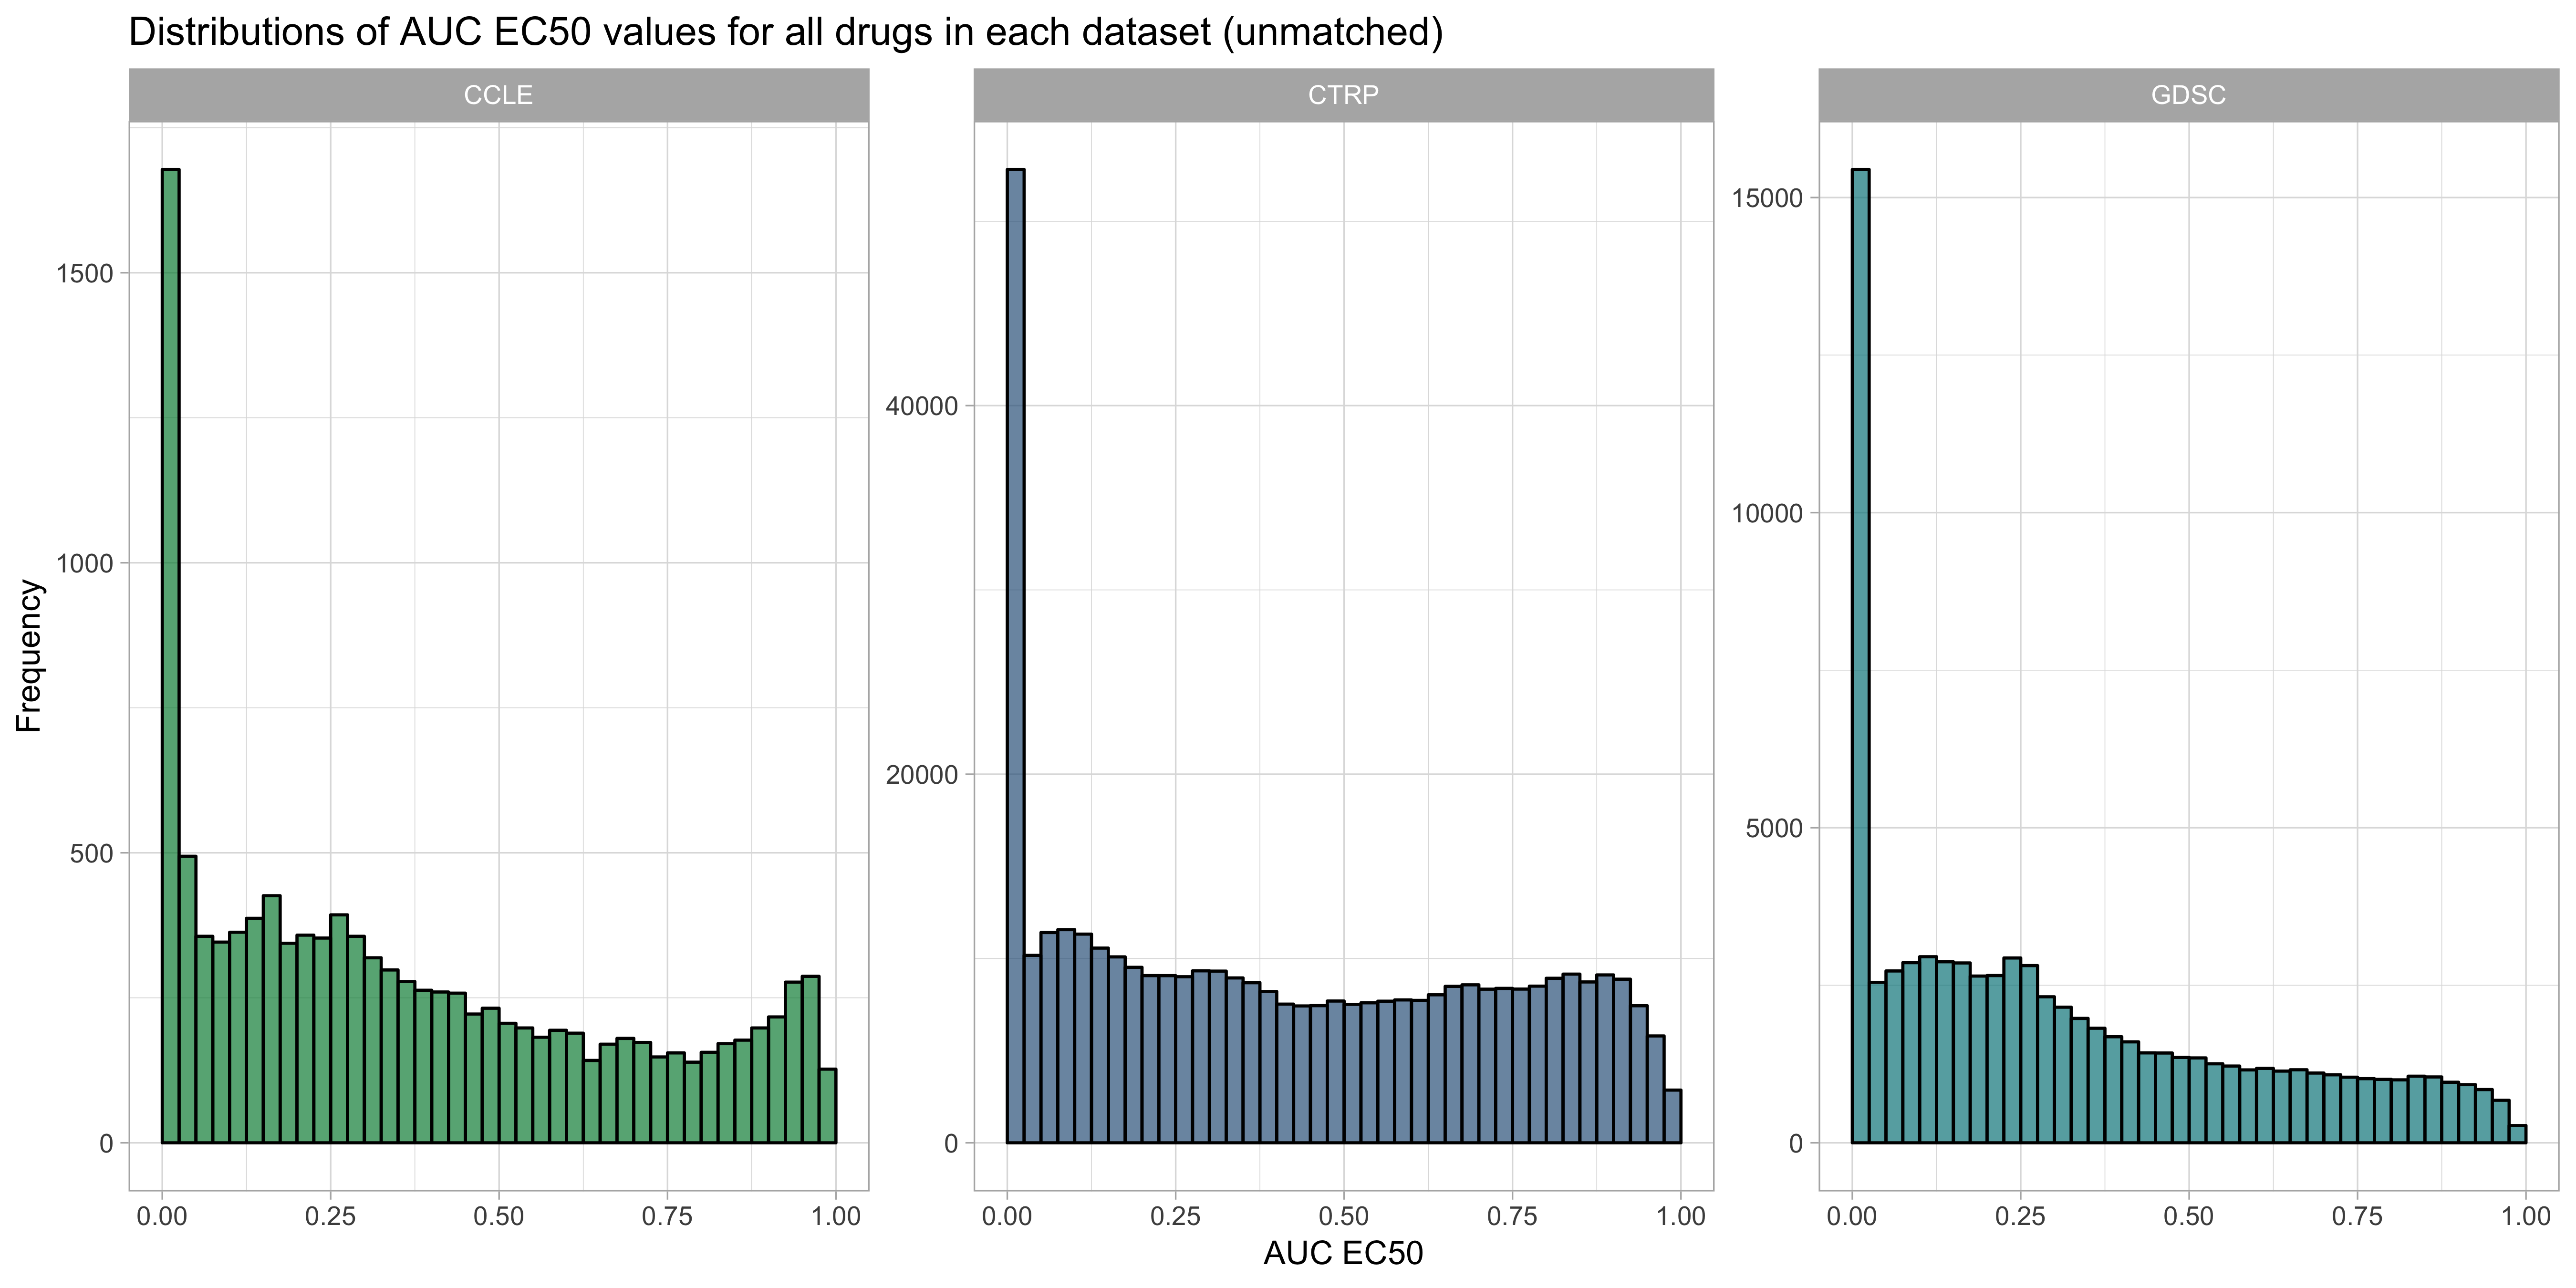 Distributions of AUC EC50 values for all drugs in each dataset (unmatched)
CCLE
CTRP
GDSC
Frequency
1500
1000
500
0
40000
20000
0
15000
10000
5000
0
0.00 0.25 0.50 0.75 1.00
0.00 0.25 0.50 0.75 1.00
0.00 0.25 0.50 0.75 1.00
AUC EC50